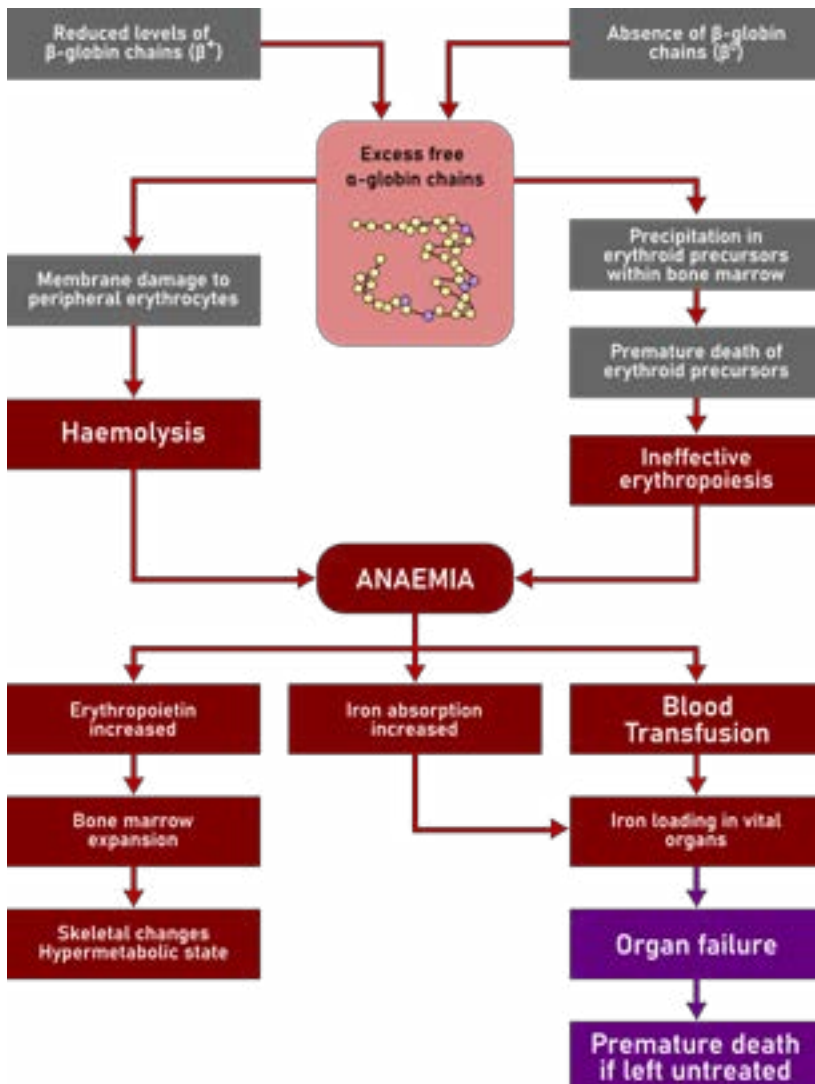 Reduced levels of
β-globin chains (β⁺)
Absence of β-globin
chains (β⁰)
Excess free
α-globin chains
Membrane damage to
peripheral erythrocytes
Precipitation in
erythroid precursors
within bone marrow
Premature death of
erythroid precursors
Haemolysis
Ineffective
erythropoiesis
ANAEMIA
Erythropoietin
increased
Iron absorption
increased
Blood
Transfusion
Bone marrow
expansion
Iron loading in vital
organs
Skeletal changes
Hypermetabolic state
Organ failure
Premature death
if left untreated